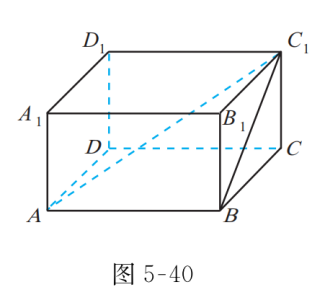 D₁ C₁
A₁ B₁
D C
A B
图 5-40